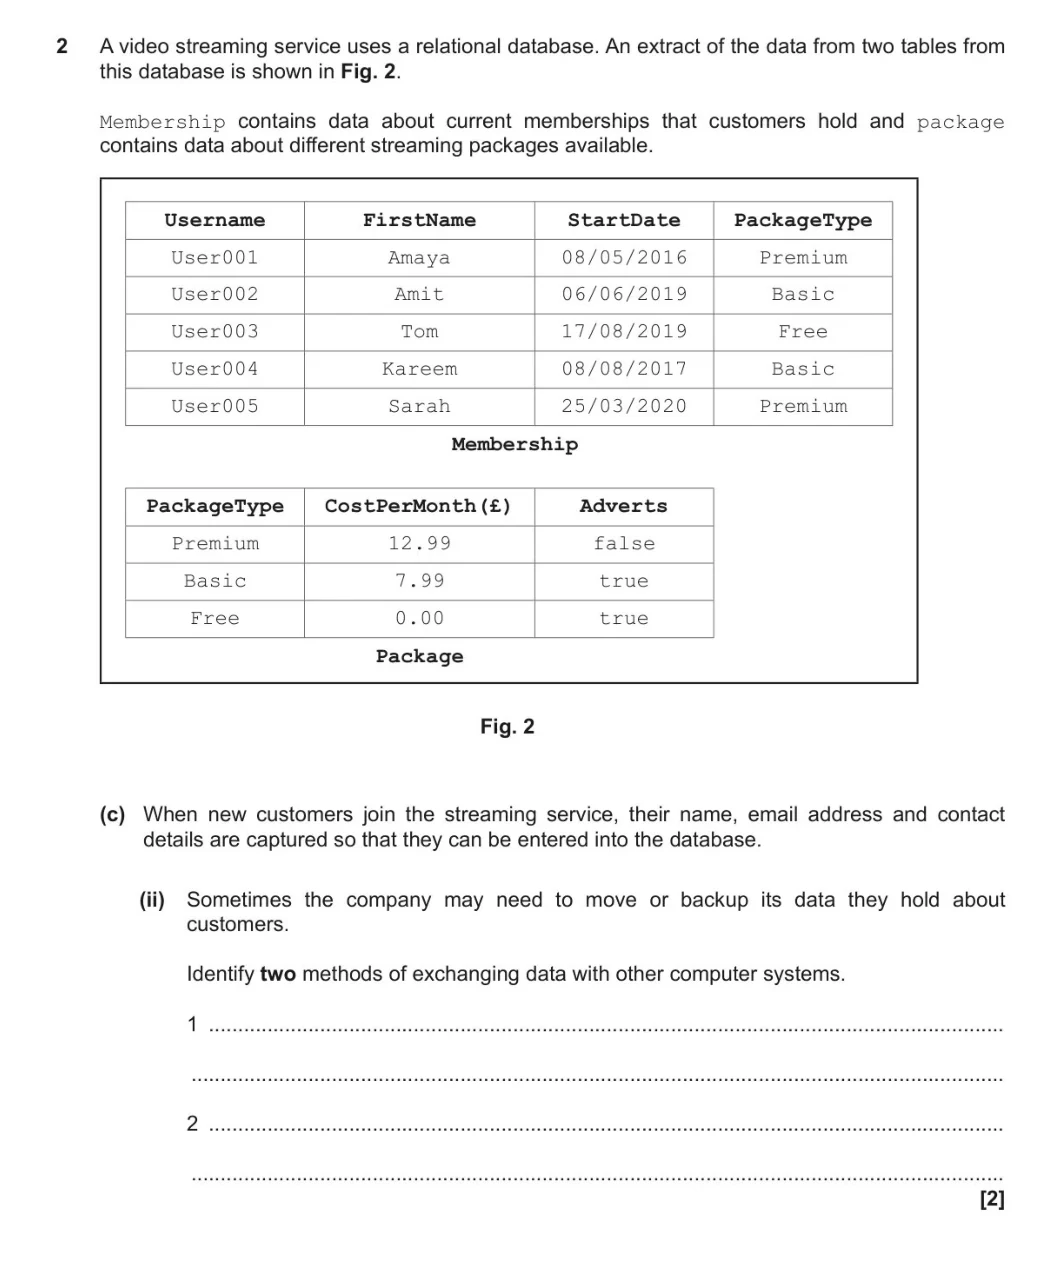 2 A video streaming service uses a relational database. An extract of the data from two tables from
this database is shown in Fig. 2.
Membership contains data about current memberships that customers hold and package
contains data about different streaming packages available.
Username FirstName StartDate PackageType
User001 Amaya 08/05/2016 Premium
User002 Amit 06/06/2019 Basic
User003 Tom 17/08/2019 Free
User004 Kareem 08/08/2017 Basic
User005 Sarah 25/03/2020 Premium
Membership
PackageType CostPerMonth(£) Adverts
Premium 12.99 false
Basic 7.99 true
Free 0.00 true
Package
Fig. 2
(c) When new customers join the streaming service, their name, email address and contact
details are captured so that they can be entered into the database.
(ii) Sometimes the company may need to move or backup its data they hold about
customers.
Identify two methods of exchanging data with other computer systems.
1 ....................................................................................................
....................................................................................................
2 ....................................................................................................
....................................................................................................
[2]